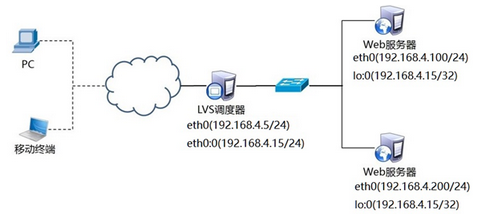 PC
移动终端
LVS调度器
eth0(192.168.4.5/24)
eth0:0(192.168.4.15/24)
Web服务器
eth0(192.168.4.100/24)
lo:0(192.168.4.15/32)
Web服务器
eth0(192.168.4.200/24)
lo:0(192.168.4.15/32)